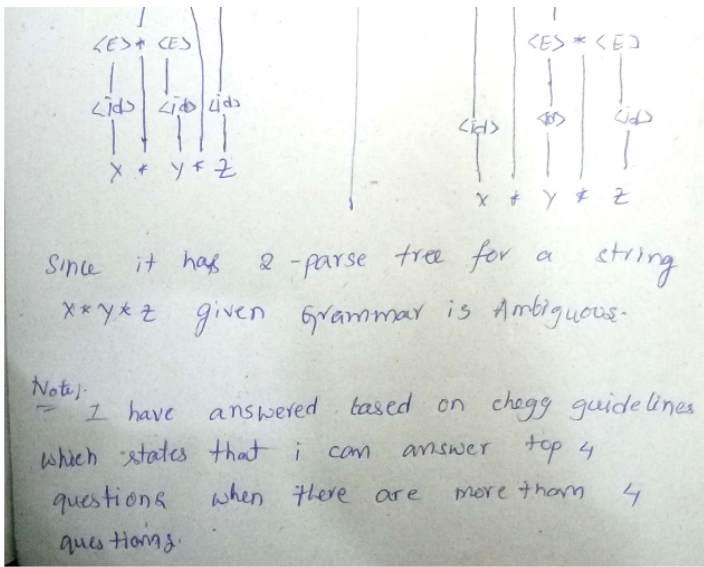 <E> * <E> <E> * <E>
<id> <id> <id> <id> <id> <id>
X * Y * Z X * Y * Z
Since it has 2 -parse tree for a string
X * Y * Z given Grammar is Ambiguous.
Note:
I have answered based on chegg guidelines
which states that i can answer top 4
questions when there are more than 4
questions.